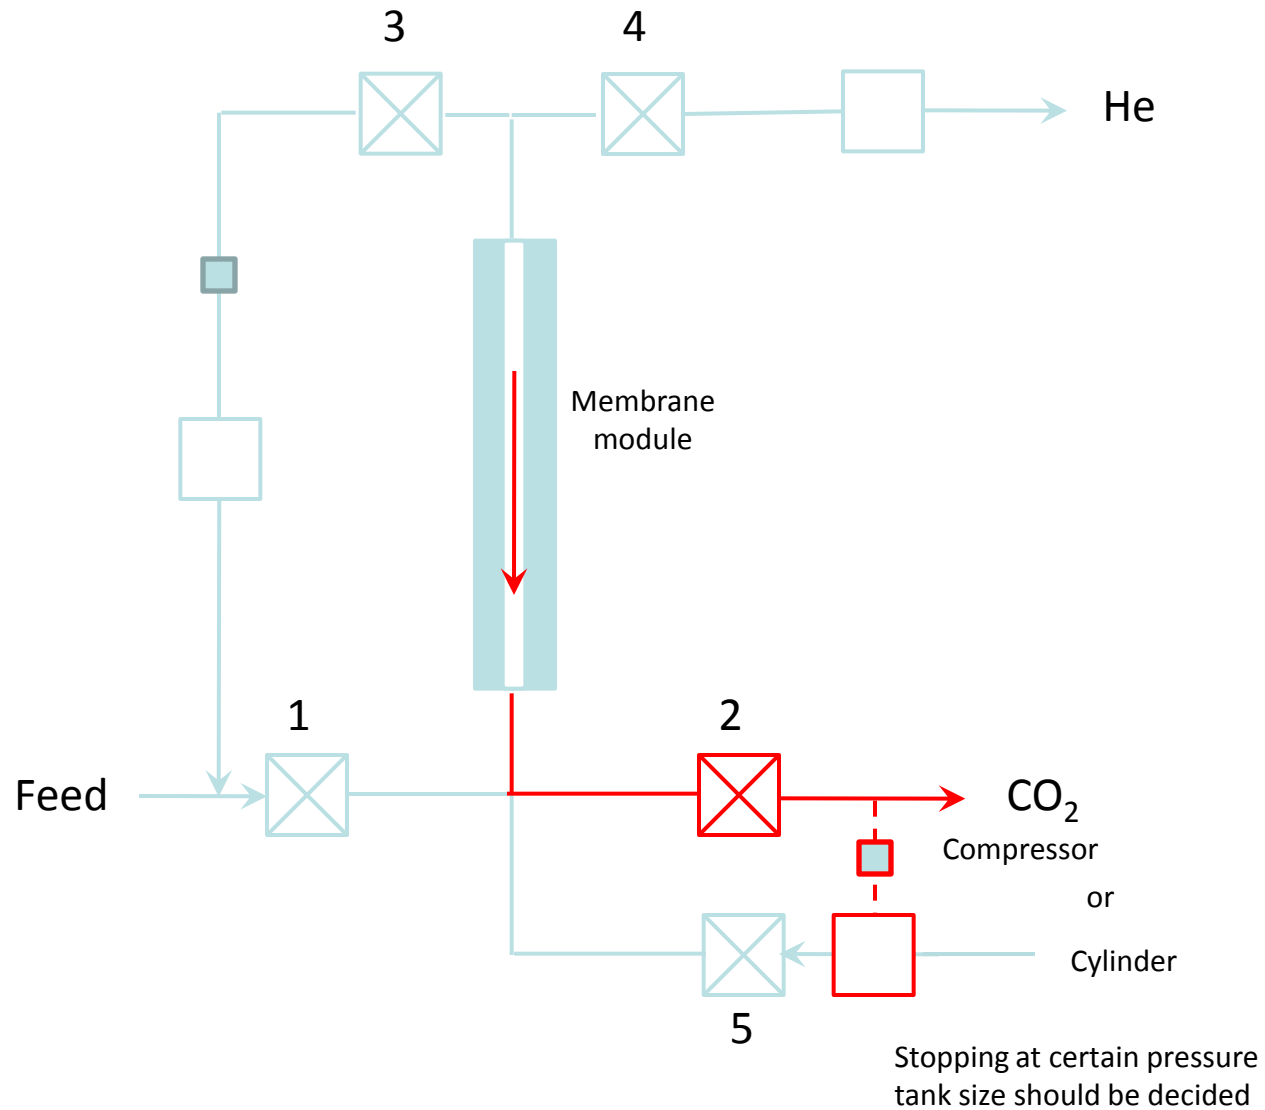 3
4
He
Membrane
module
1
2
Feed
CO₂
Compressor
or
Cylinder
5
Stopping at certain pressure
tank size should be decided